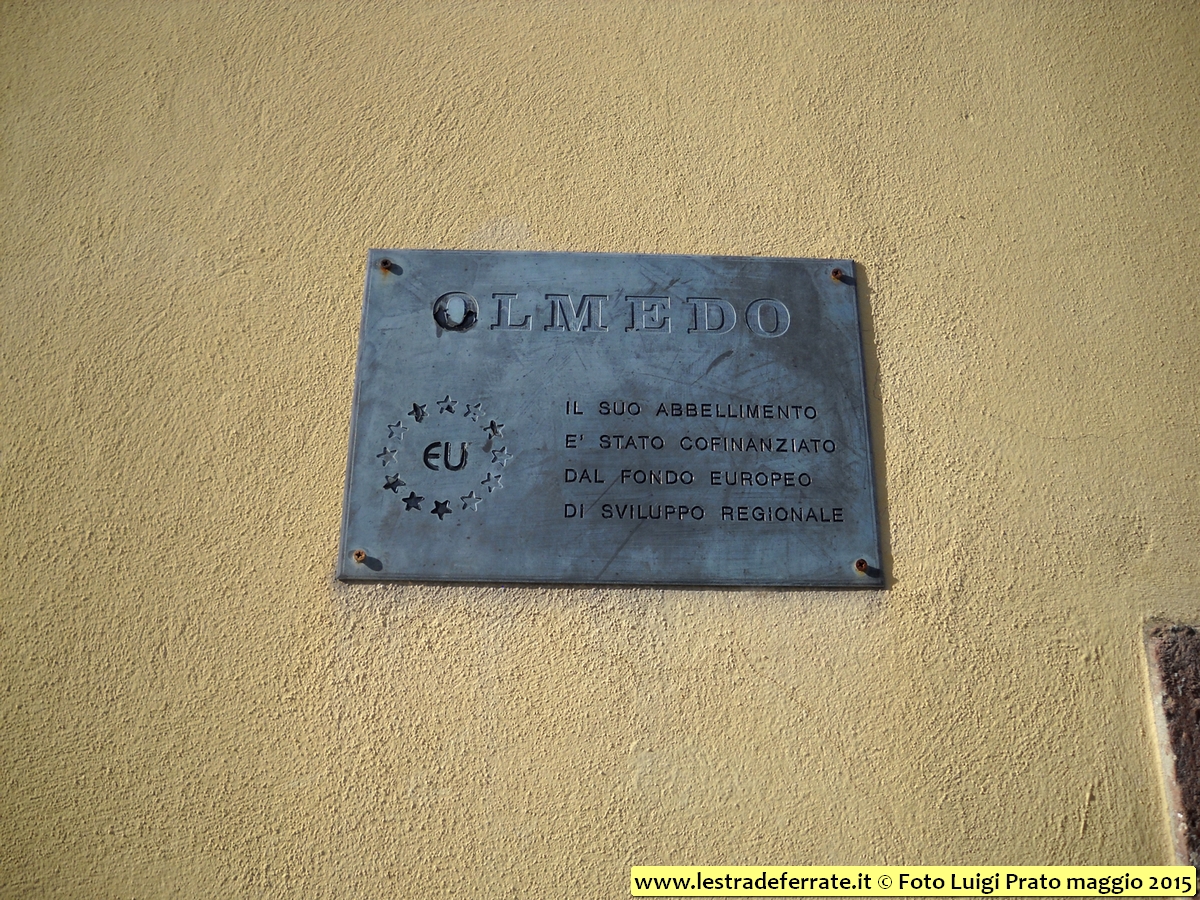 OLMEDO
EU
IL SUO ABBELLIMENTO
E' STATO COFINANZIATO
DAL FONDO EUROPEO
DI SVILUPPO REGIONALE
www.lestradeferrate.it © Foto Luigi Prato maggio 2015